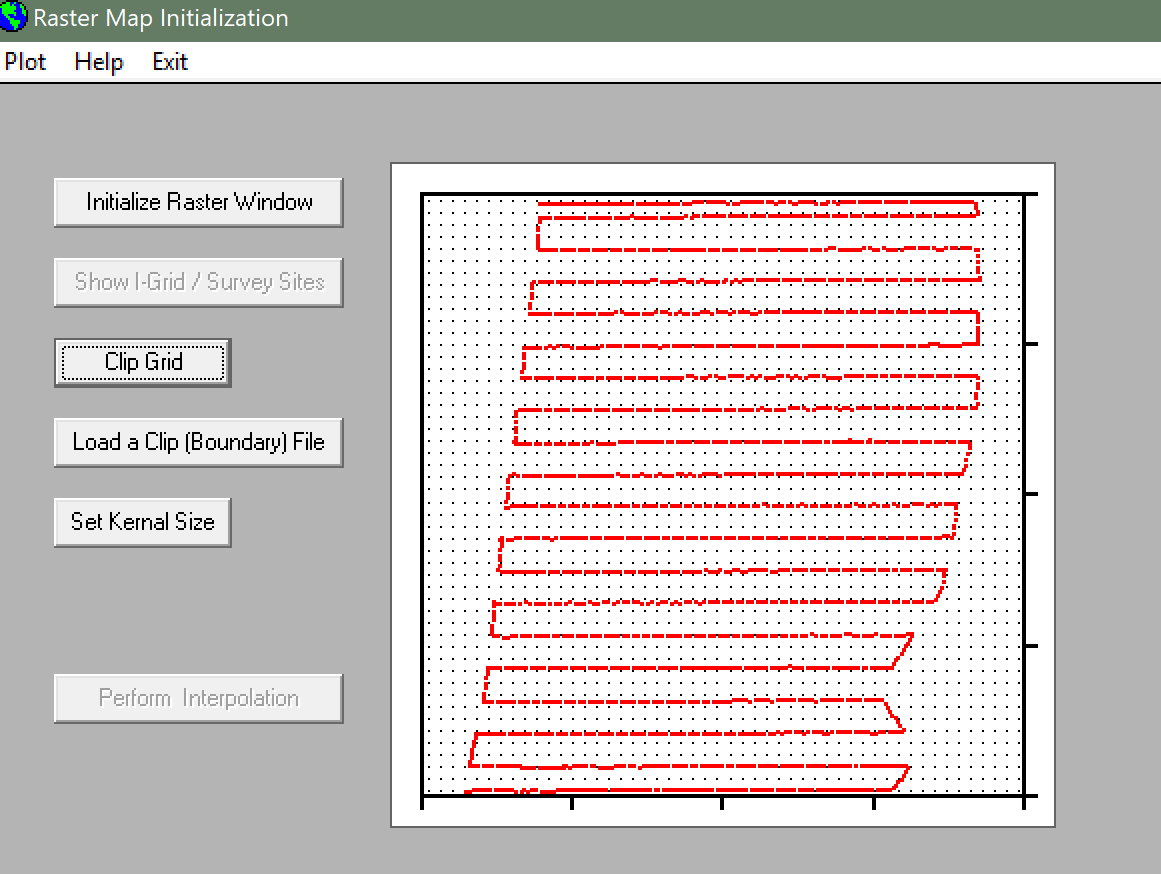 Raster Map Initialization
Plot Help Exit
Initialize Raster Window
Show I-Grid / Survey Sites
Clip Grid
Load a Clip (Boundary) File
Set Kernal Size
Perform Interpolation